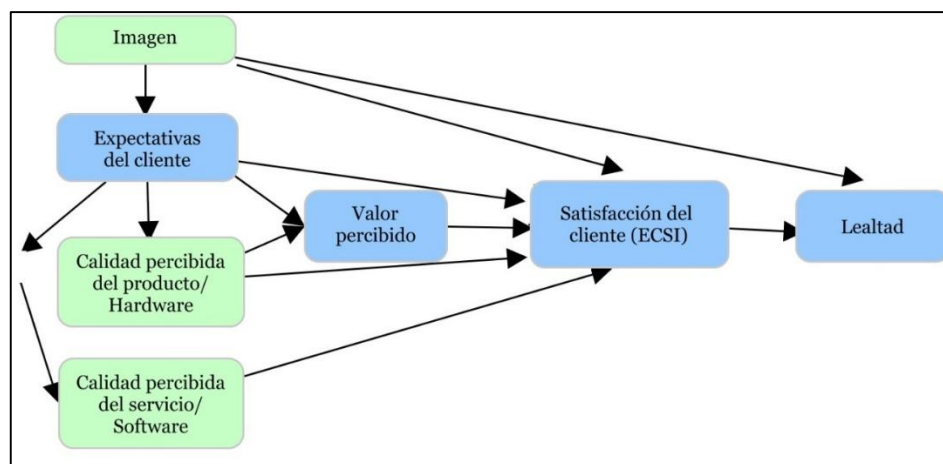 Imagen
Expectativas
del cliente
Valor
percibido
Satisfacción del
cliente (ECSI)
Lealtad
Calidad percibida
del producto/
Hardware
Calidad percibida
del servicio/
Software